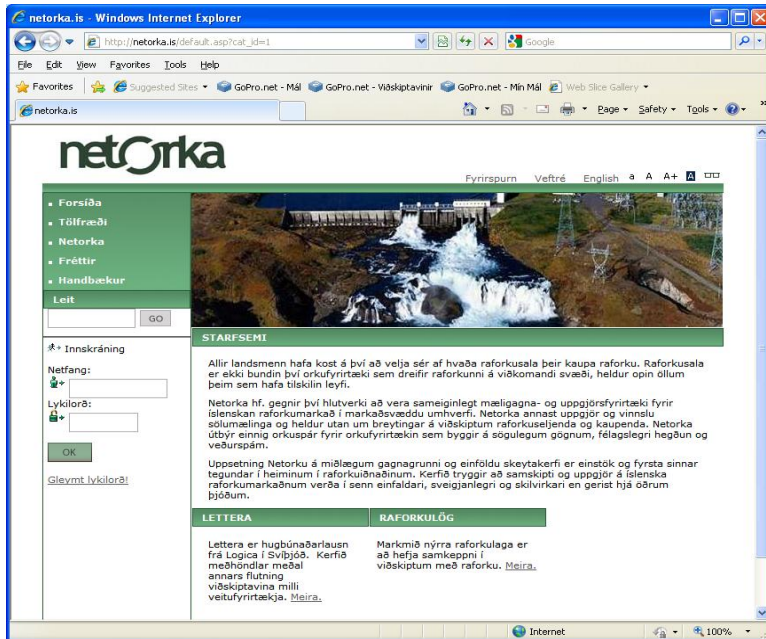 netorka.is - Windows Internet Explorer
http://netorka.is/default.asp?cat_id=1
Google
File Edit View Favorites Tools Help
Favorites Suggested Sites GoPro.net - Mál GoPro.net - Viðskiptavinir GoPro.net - Mín Mál Web Slice Gallery
netorka.is
Page Safety Tools
netorka
Fyrirspurn Veftré English a A A+ A
Forsíða
Tölfræði
Netorka
Fréttir
Handbækur
Leit
GO
Innskráning
Netfang:
Lykilorð:
OK
Gleymt lykilorð!
STARFSEMI
Allir landsmenn hafa kost á því að velja sér af hvaða raforkusala þeir kaupa raforku. Raforkusala
er ekki bundin því orkufyrirtæki sem dreifir raforkunni á viðkomandi svæði, heldur opin öllum
þeim sem hafa tilskilin leyfi.
Netorka hf. gegnir því hlutverki að vera sameiginlegt mæligagna- og uppgjörsfyrirtæki fyrir
íslenskan raforkumarkað í markaðsvæddu umhverfi. Netorka annast uppgjör og vinnslu
sölumælinga og heldur utan um breytingar á viðskiptum raforkuseljenda og kaupenda. Netorka
útbýr einnig orkuspár fyrir orkufyrirtækin sem byggir á sögulegum gögnum, félagslegri hegðun og
veðurspám.
Uppsetning Netorku á miðlægum gagnagrunni og einföldu skeytakerfi er einstök og fyrsta sinnar
tegundar í heiminum í raforkuiðnaðinum. Kerfið tryggir að samskipti og uppgjör á íslenska
raforkumarkaðnum verða í senn einfaldari, sveigjanlegri og skilvirkari en gerist hjá öðrum
þjóðum.
LETTERA
Lettera er hugbúnaðarlausn
frá Logica í Svíþjóð. Kerfið
meðhöndlar meðal
annars flutning
viðskiptavina milli
veitufyrirtækja. Meira.
RAFORKULÖG
Markmið nýrra raforkulaga er
að hefja samkeppni í
viðskiptum með raforku. Meira.
Internet
100%